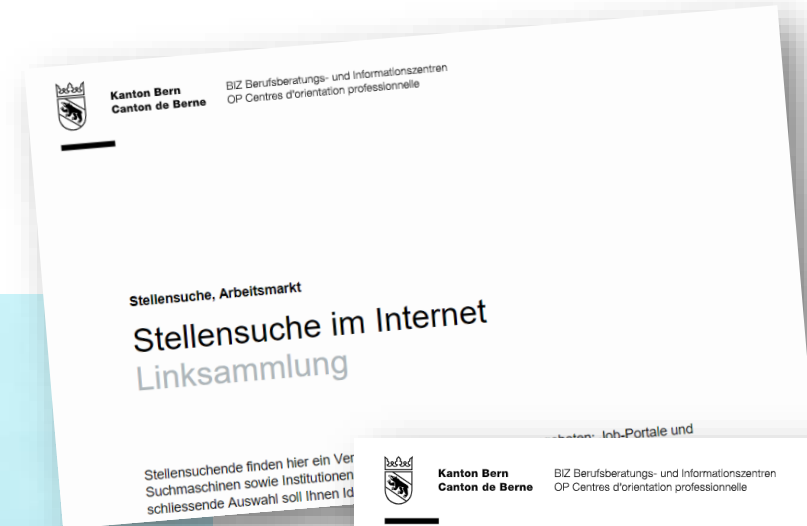 Kanton Bern
Canton de Berne
BIZ Berufsberatungs- und Informationszentren
OP Centres d'orientation professionnelle
Stellensuche, Arbeitsmarkt
Stellensuche im Internet
Linksammlung
Stellensuchende finden hier ein Job-Portale und
Suchmaschinen sowie Institutionen
schliessende Auswahl soll Ihnen
Kanton Bern
Canton de Berne
BIZ Berufsberatungs- und Informationszentren
OP Centres d'orientation professionnelle